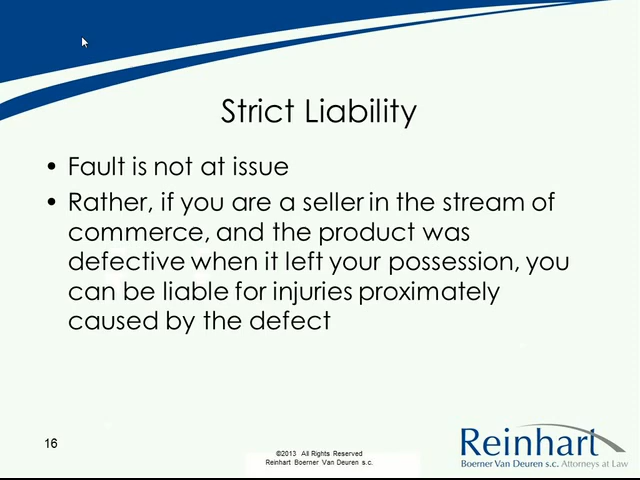 Strict Liability
• Fault is not at issue
• Rather, if you are a seller in the stream of
commerce, and the product was
defective when it left your possession, you
can be liable for injuries proximately
caused by the defect
16
©2013 All Rights Reserved
Reinhart Boerner Van Deuren s.c.
Reinhart
Boerner Van Deuren s.c. Attorneys at Law